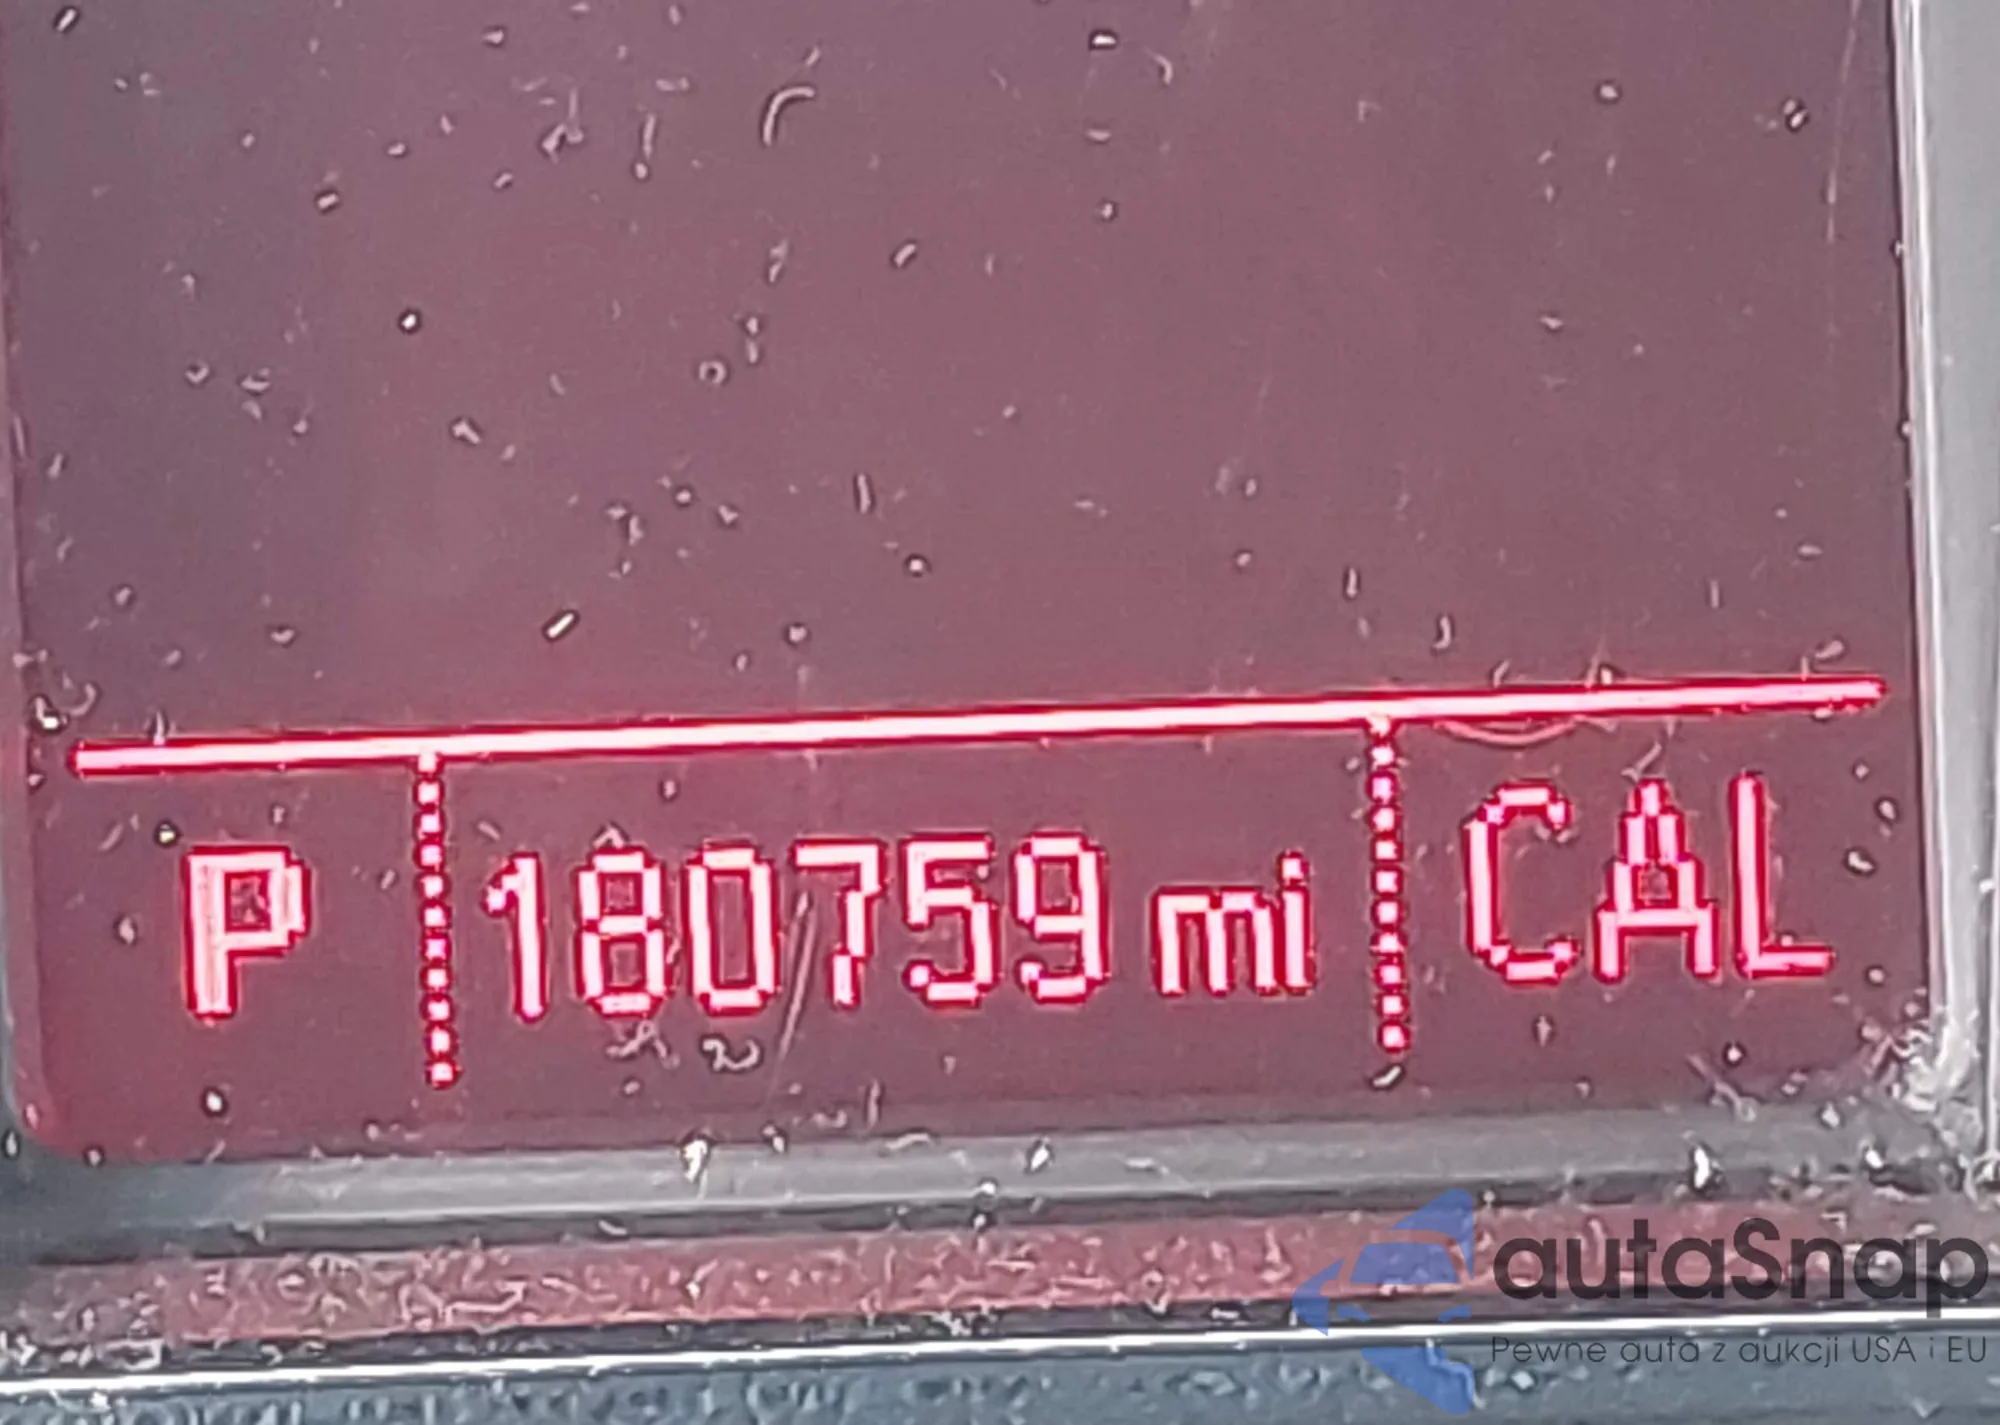 P 180759 mi CAL
autaSnap
Pewne auta z aukcji USA i EU